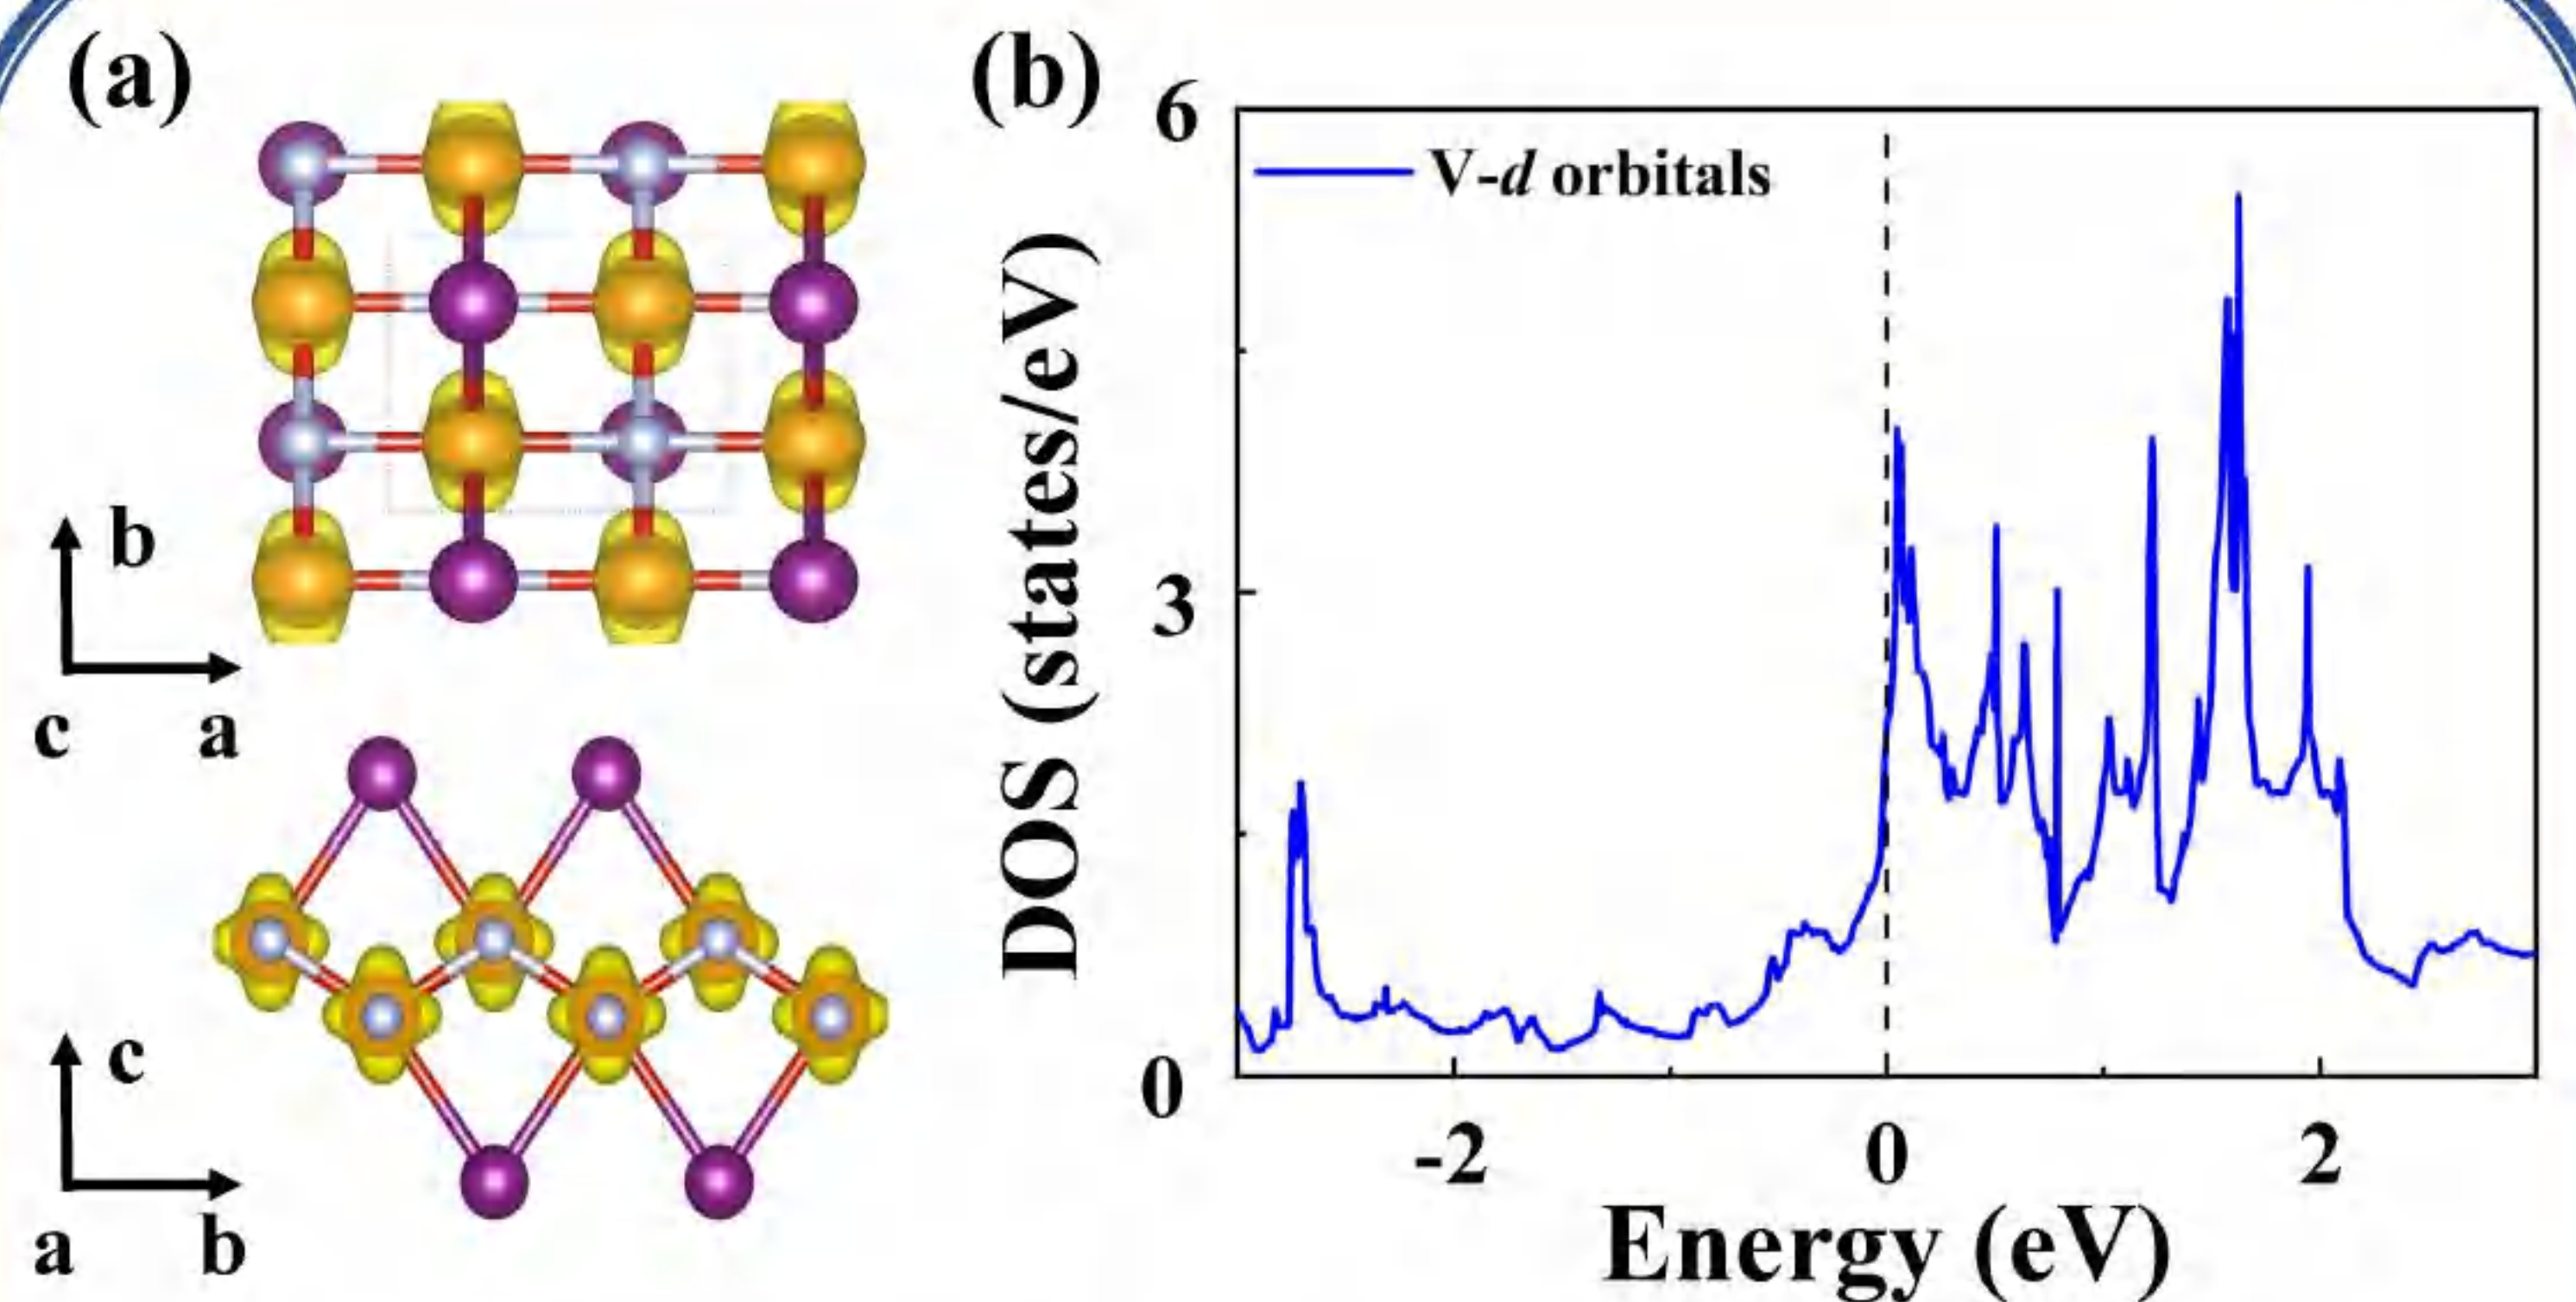 (a)
b
c a
c
a b
(b)
6
V-d orbitals
DOS (states/eV)
3
0
-2 0 2
Energy (eV)